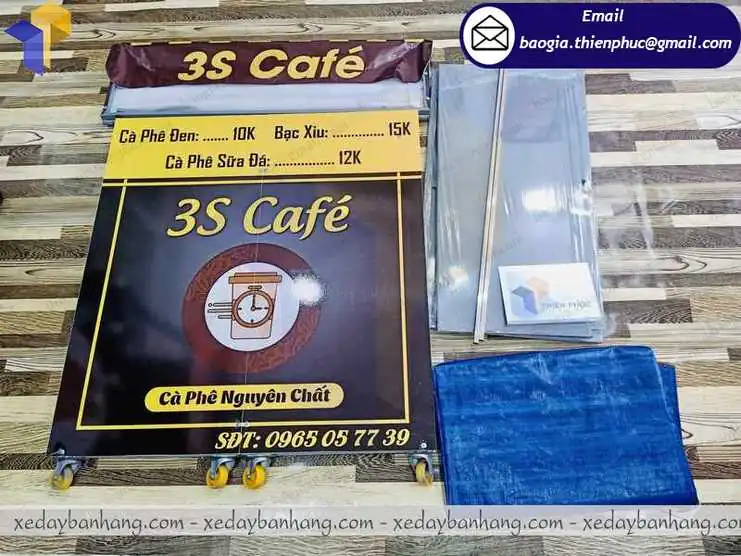 Email
baogia.thienphuc@gmail.com
3S Café
Cà Phê Đen: ....... 10K Bạc Xỉu: .............. 15K
Cà Phê Sữa Đá: ................ 12K
3S Café
THIÊN PHÚC
Cà Phê Nguyên Chất
SĐT: 0965 05 77 39
xedaybanhang.com - xedaybanhang.com - xedaybanhang.com - xedaybanhang.com